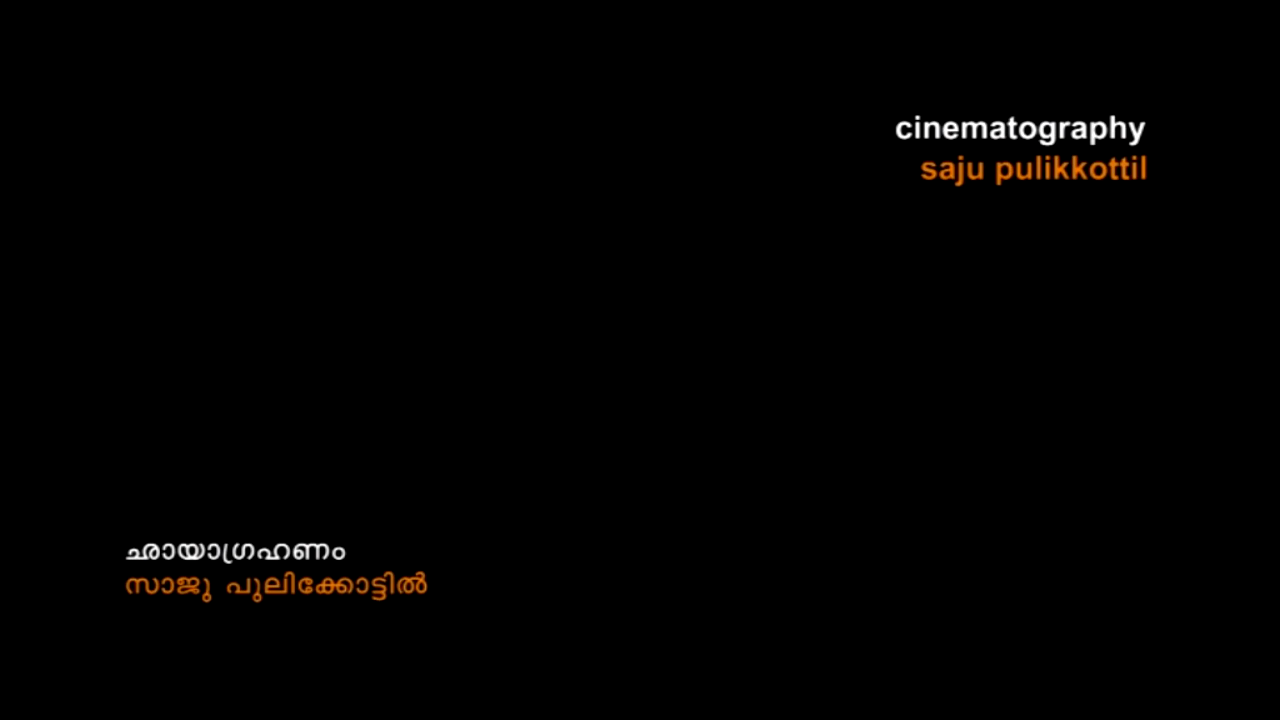 cinematography
saju pulikkottil
ഛായാഗ്രഹണം
സാജു പുലിക്കോട്ടിൽ